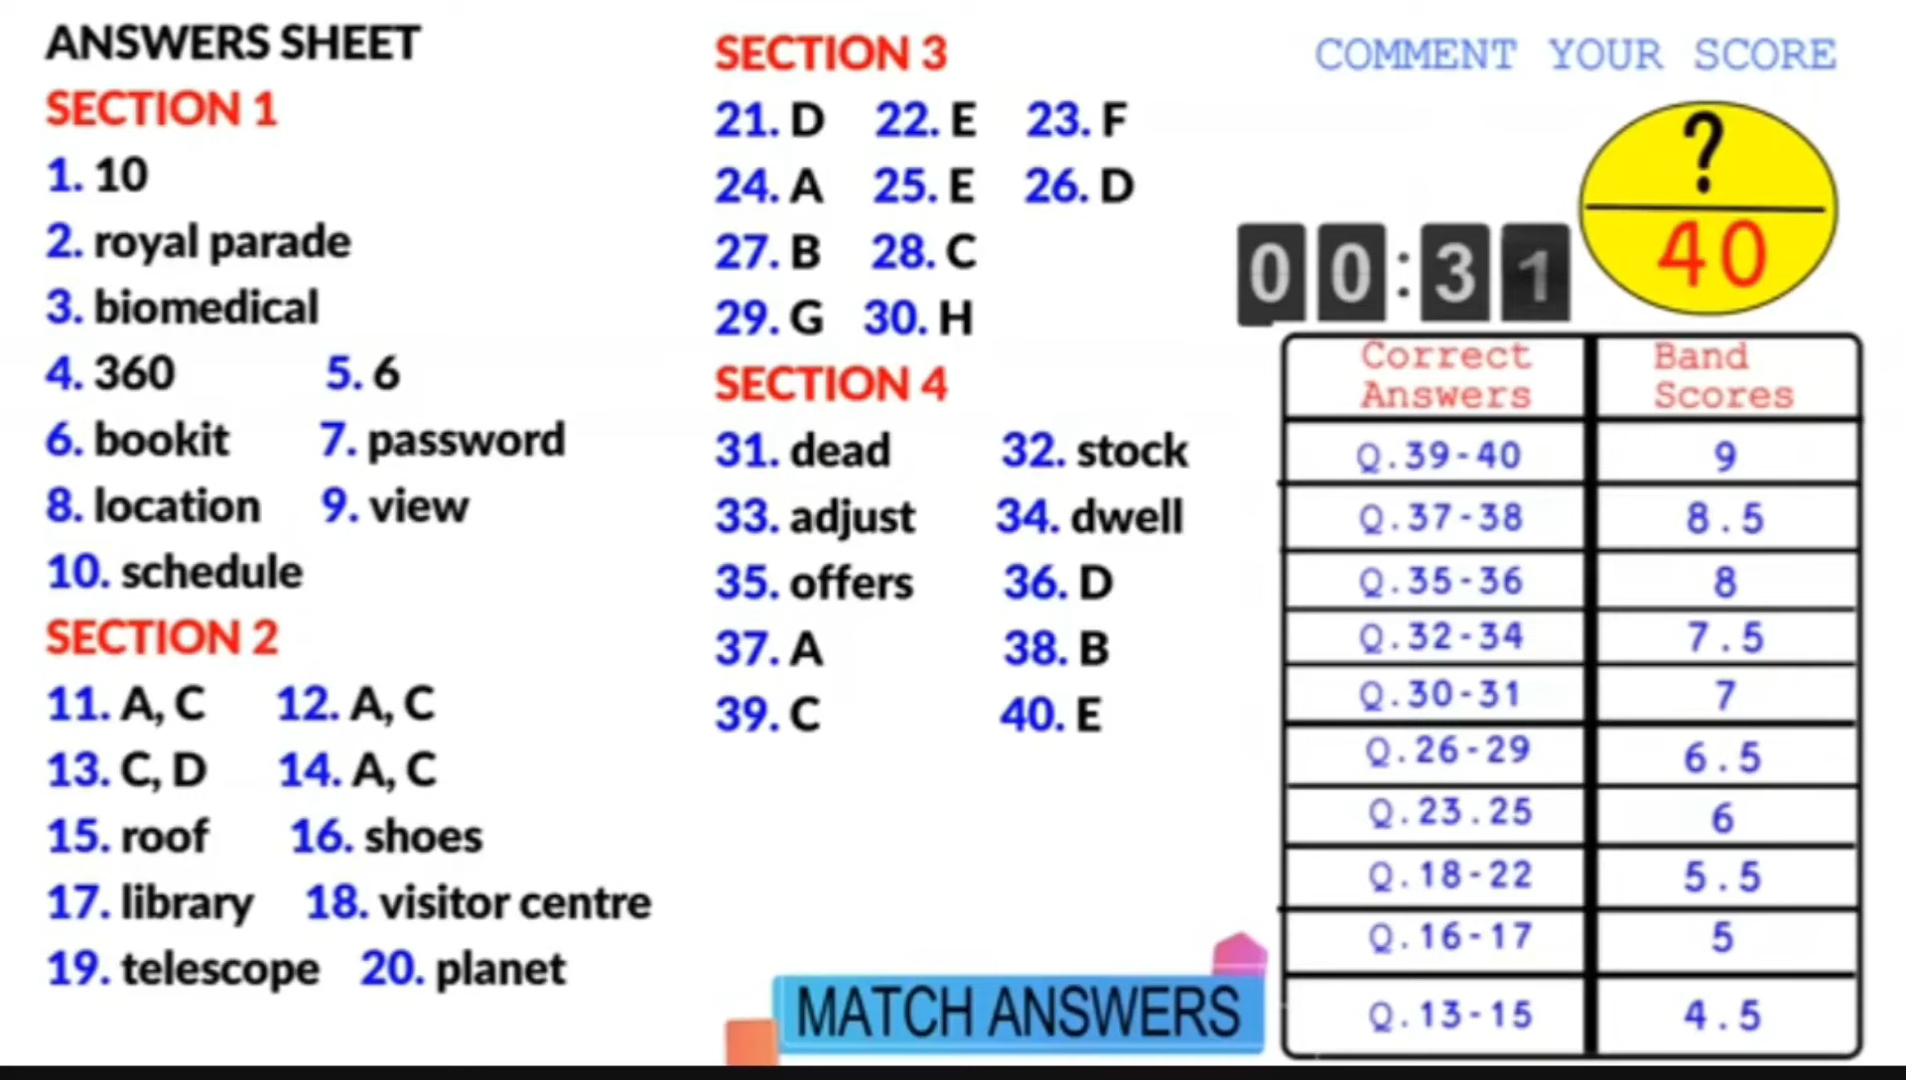 ANSWERS SHEET
SECTION 1
1. 10
2. royal parade
3. biomedical
4. 360 5. 6
6. bookit 7. password
8. location 9. view
10. schedule
SECTION 2
11. A, C 12. A, C
13. C, D 14. A, C
15. roof 16. shoes
17. library 18. visitor centre
19. telescope 20. planet
SECTION 3
21. D 22. E 23. F
24. A 25. E 26. D
27. B 28. C
29. G 30. H
SECTION 4
31. dead 32. stock
33. adjust 34. dwell
35. offers 36. D
37. A 38. B
39. C 40. E
MATCH ANSWERS
COMMENT YOUR SCORE
?
40
00:31
Correct Answers Band Scores
Q.39-40 9
Q.37-38 8.5
Q.35-36 8
Q.32-34 7.5
Q.30-31 7
Q.26-29 6.5
Q.23.25 6
Q.18-22 5.5
Q.16-17 5
Q.13-15 4.5